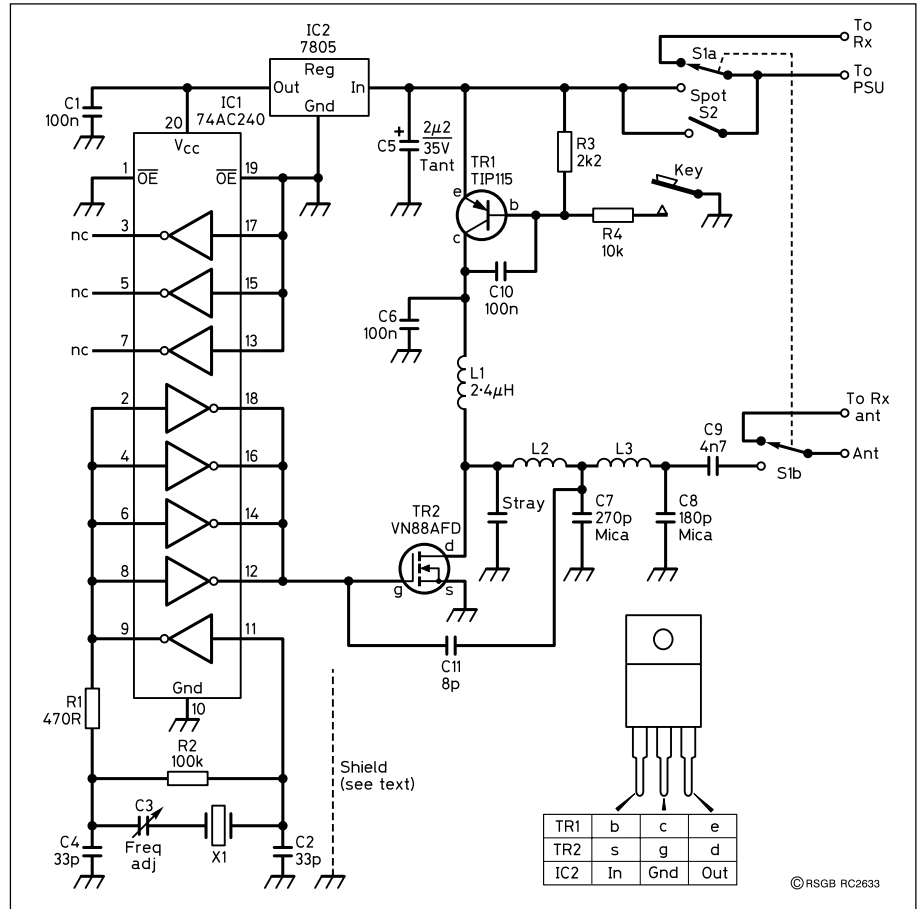 To
Rx
S1a
To
PSU
Spot
S2
IC2
7805
Reg
Out
In
Gnd
C1
100n
IC1
74AC240
20
VCC
1
OE
OE
19
C5
+
2μ2
35V
Tant
TR1
TIP115
e
b
c
R3
2k2
Key
R4
10k
nc
3
17
nc
5
15
nc
7
13
C10
100n
C6
100n
L1
2·4μH
2
18
4
16
6
14
8
12
9
11
Gnd
10
To Rx
ant
Ant
S1b
C9
4n7
L2
L3
Stray
C7
270p
Mica
C8
180p
Mica
TR2
VN88AFD
d
g
s
C11
8p
R1
470R
R2
100k
Shield
(see text)
C3
Freq
adj
X1
C4
33p
C2
33p
TR1 b c e
TR2 s g d
IC2 In Gnd Out
©RSGB RC2633